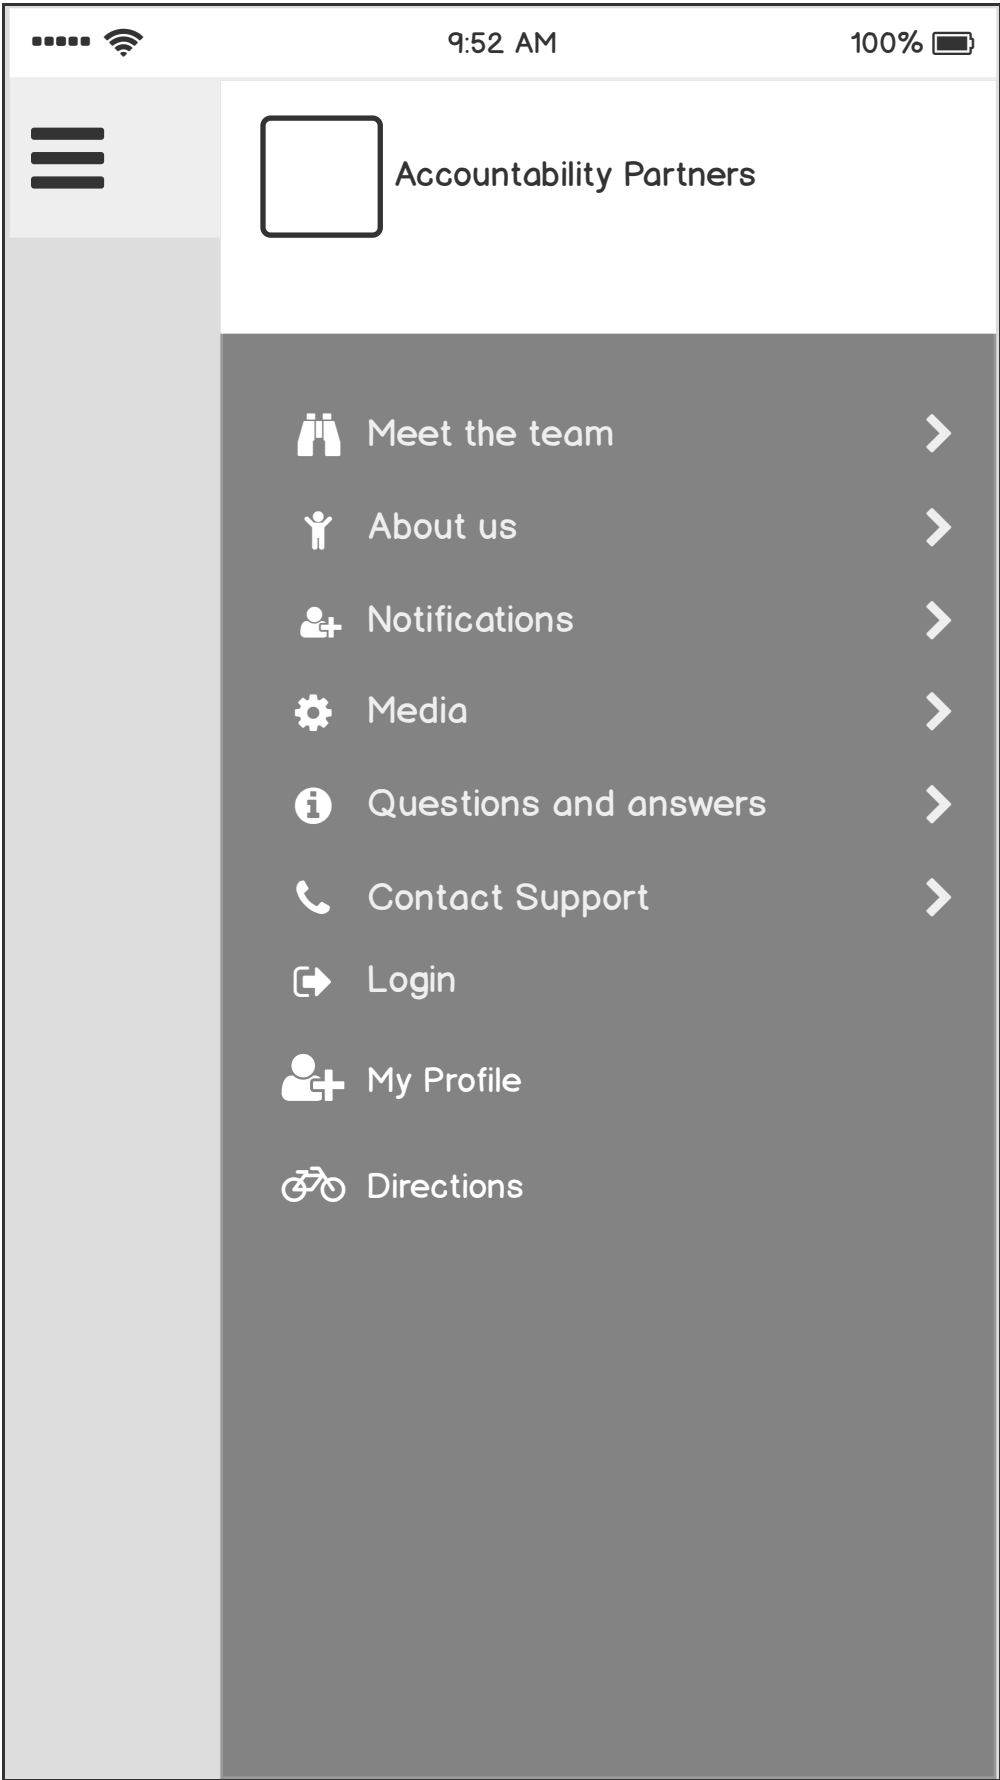 9:52 AM
100%
Accountability Partners
Meet the team
About us
Notifications
Media
Questions and answers
Contact Support
Login
My Profile
Directions